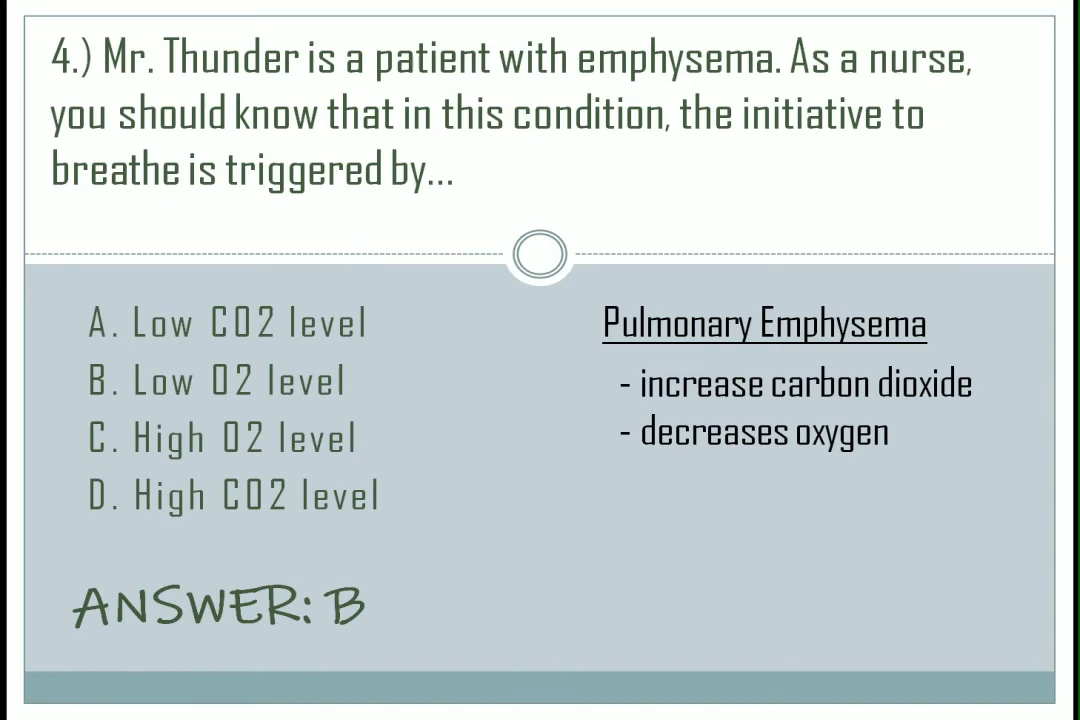 4.) Mr. Thunder is a patient with emphysema. As a nurse,
you should know that in this condition, the initiative to
breathe is triggered by...
A. Low CO2 level
B. Low O2 level
C. High O2 level
D. High CO2 level
Pulmonary Emphysema
- increase carbon dioxide
- decreases oxygen
ANSWER: B